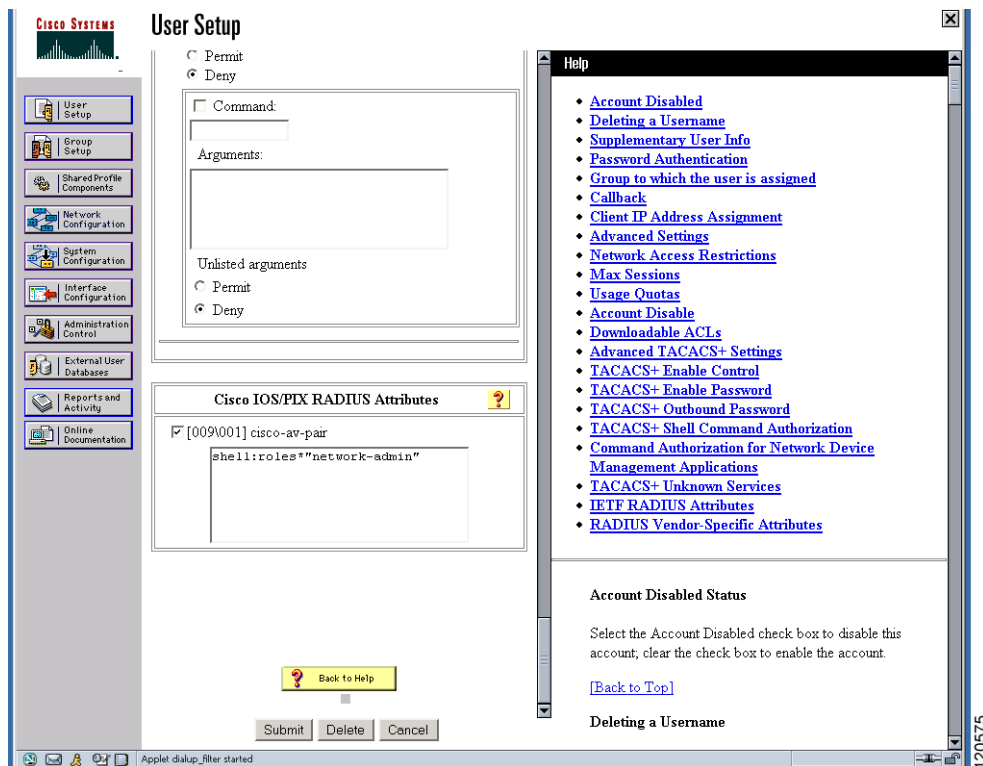 CISCO SYSTEMS
User Setup
User
Setup
Group
Setup
Shared Profile
Components
Network
Configuration
System
Configuration
Interface
Configuration
Administration
Control
External User
Databases
Reports and
Activity
Online
Documentation
Permit
Deny
Command:
Arguments:
Unlisted arguments
Permit
Deny
Cisco IOS/PIX RADIUS Attributes
?
[009\001] cisco-av-pair
shell:roles*"network-admin"
? Back to Help
Submit Delete Cancel
Help
Account Disabled
Deleting a Username
Supplementary User Info
Password Authentication
Group to which the user is assigned
Callback
Client IP Address Assignment
Advanced Settings
Network Access Restrictions
Max Sessions
Usage Quotas
Account Disable
Downloadable ACLs
Advanced TACACS+ Settings
TACACS+ Enable Control
TACACS+ Enable Password
TACACS+ Outbound Password
TACACS+ Shell Command Authorization
Command Authorization for Network Device
Management Applications
TACACS+ Unknown Services
IETF RADIUS Attributes
RADIUS Vendor-Specific Attributes
Account Disabled Status
Select the Account Disabled check box to disable this
account; clear the check box to enable the account.
[Back to Top]
Deleting a Username
Applet dialup_filter started
120575